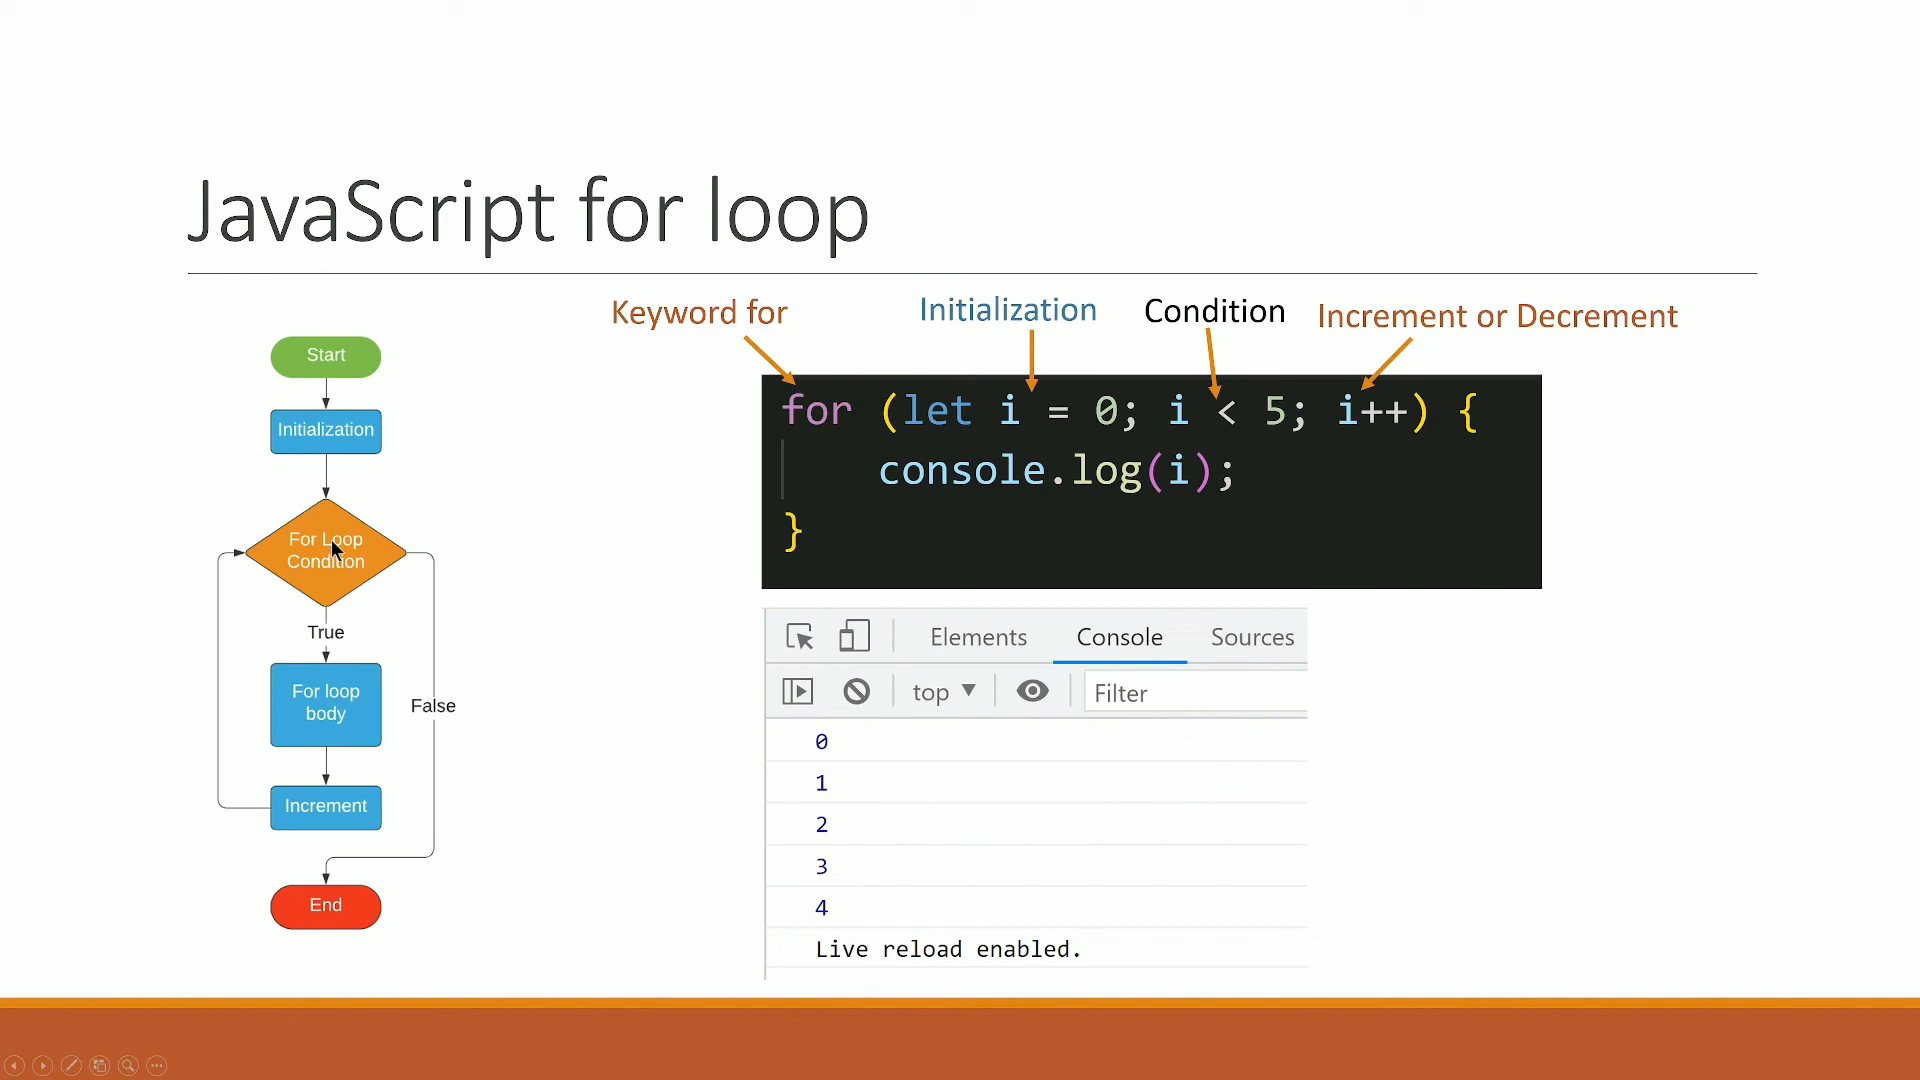 JavaScript for loop
Start
Initialization
For Loop
Condition
True
For loop
body
False
Increment
End
Keyword for
Initialization
Condition
Increment or Decrement
for (let i = 0; i < 5; i++) {
    console.log(i);
}
Elements Console Sources
top Filter
0
1
2
3
4
Live reload enabled.